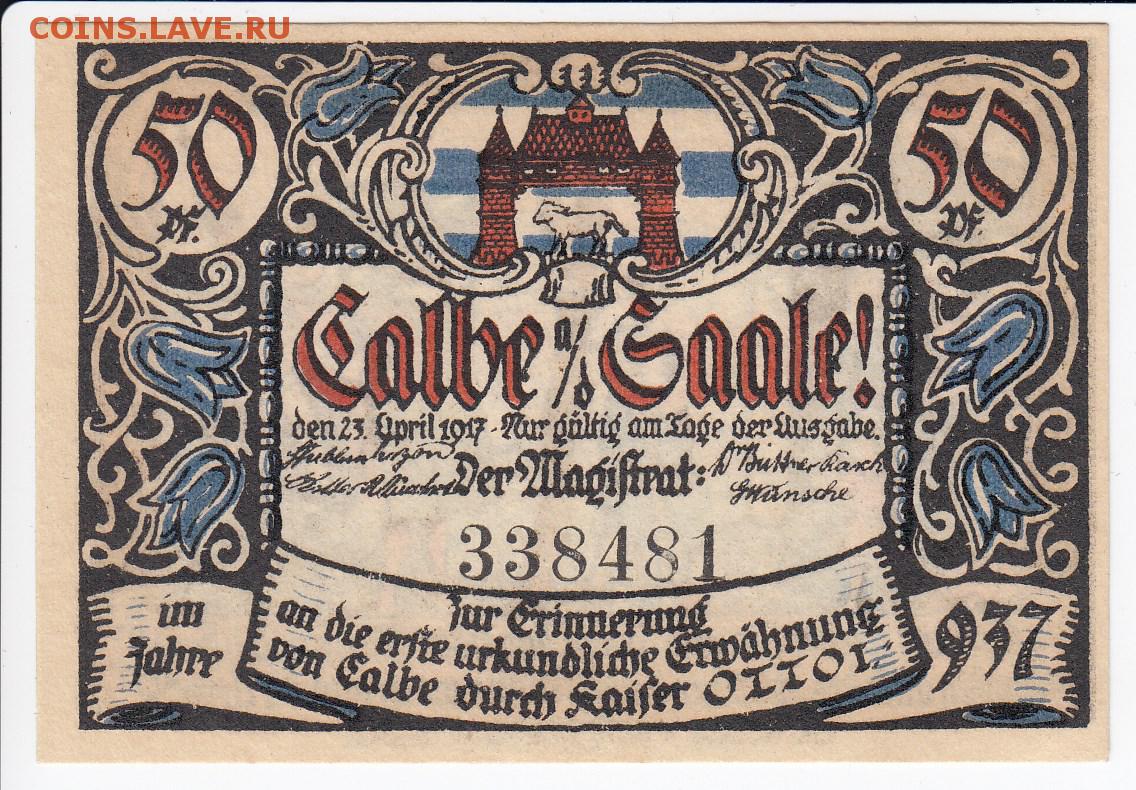 COINS.LAVE.RU
50 Pf.
50 Pf.
Calbe a/d Saale!
den 23. April 1917 · Nur gültig am Tage der Ausgabe.
Der Magistrat:
Wünsche
338481
zur Erinnerung
an die erste urkundliche Erwähnung
von Calbe durch Kaiser OTTO I.
im Jahre
937